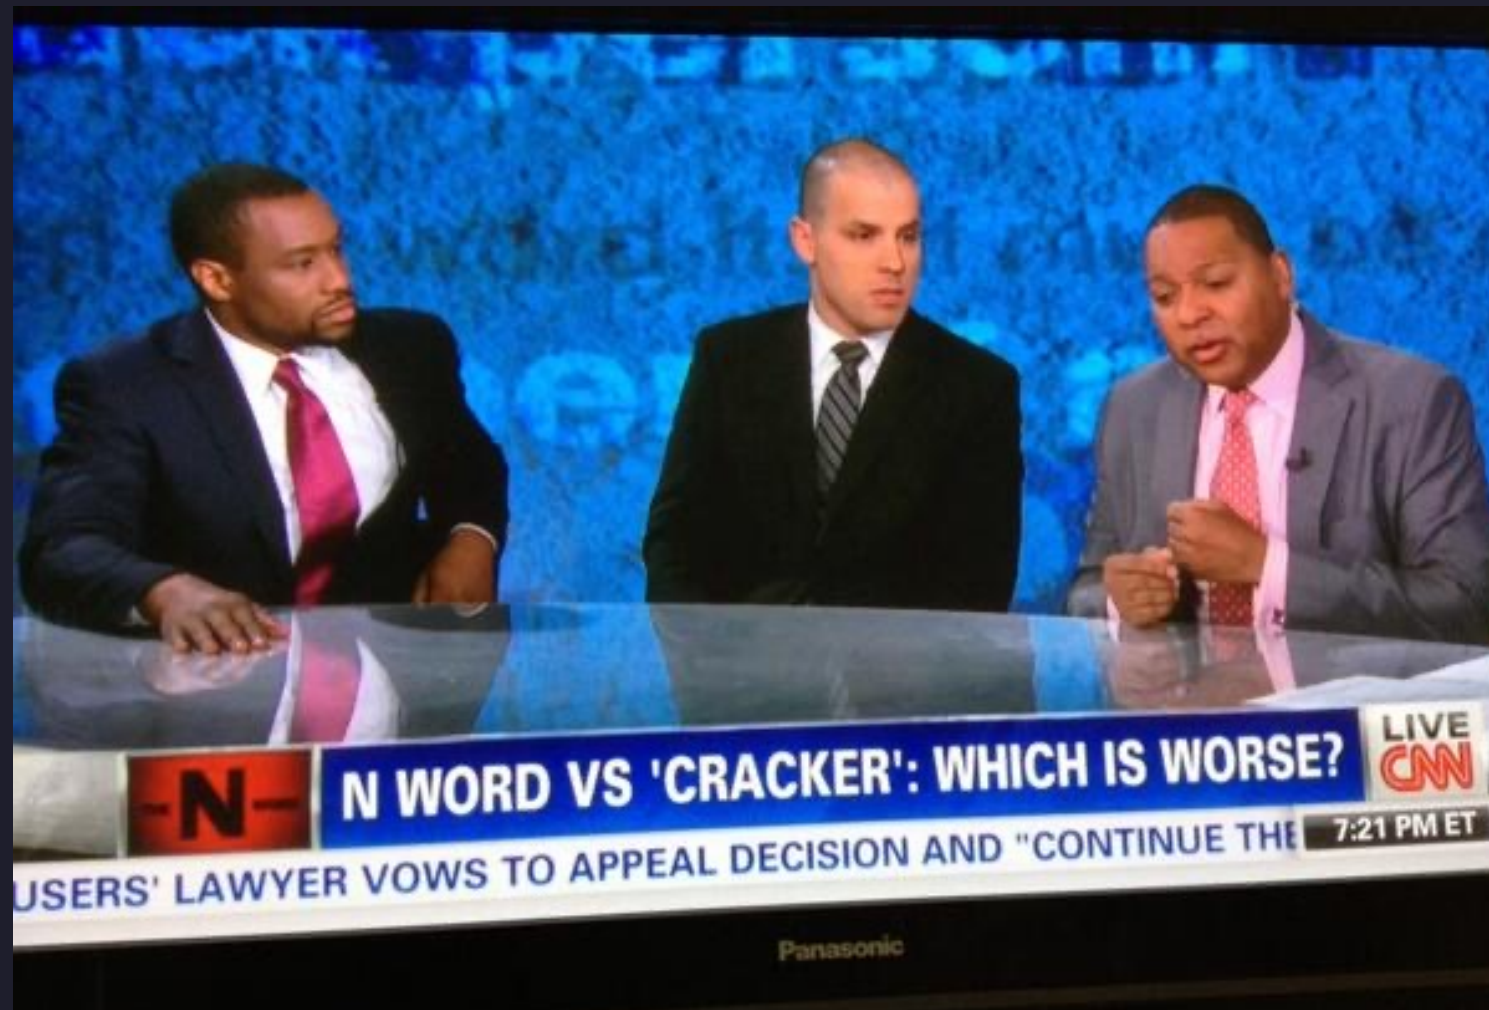 -N-
N WORD VS 'CRACKER': WHICH IS WORSE?
LIVE
CNN
7:21 PM ET
USERS' LAWYER VOWS TO APPEAL DECISION AND "CONTINUE THE
Panasonic